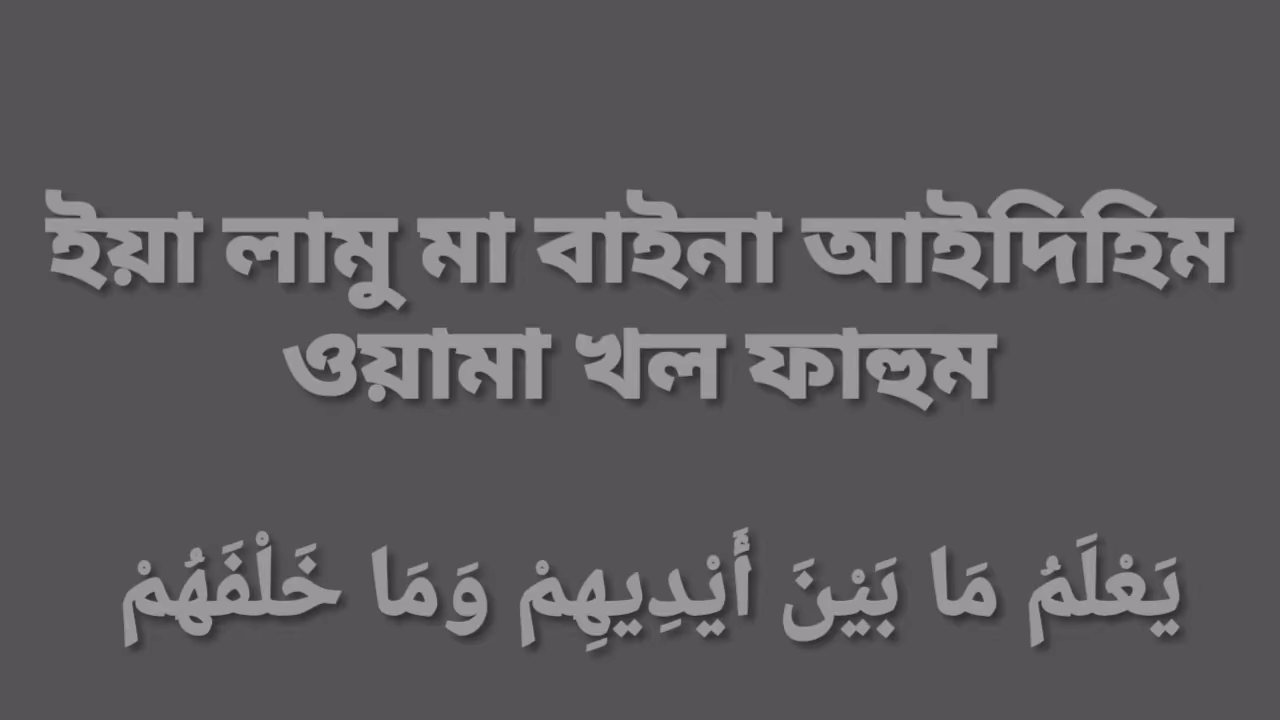 ইয়া লামু মা বাইনা আইদিহিম
ওয়ামা খল ফাহুম
يَعْلَمُ مَا بَيْنَ أَيْدِيهِمْ وَمَا خَلْفَهُمْ